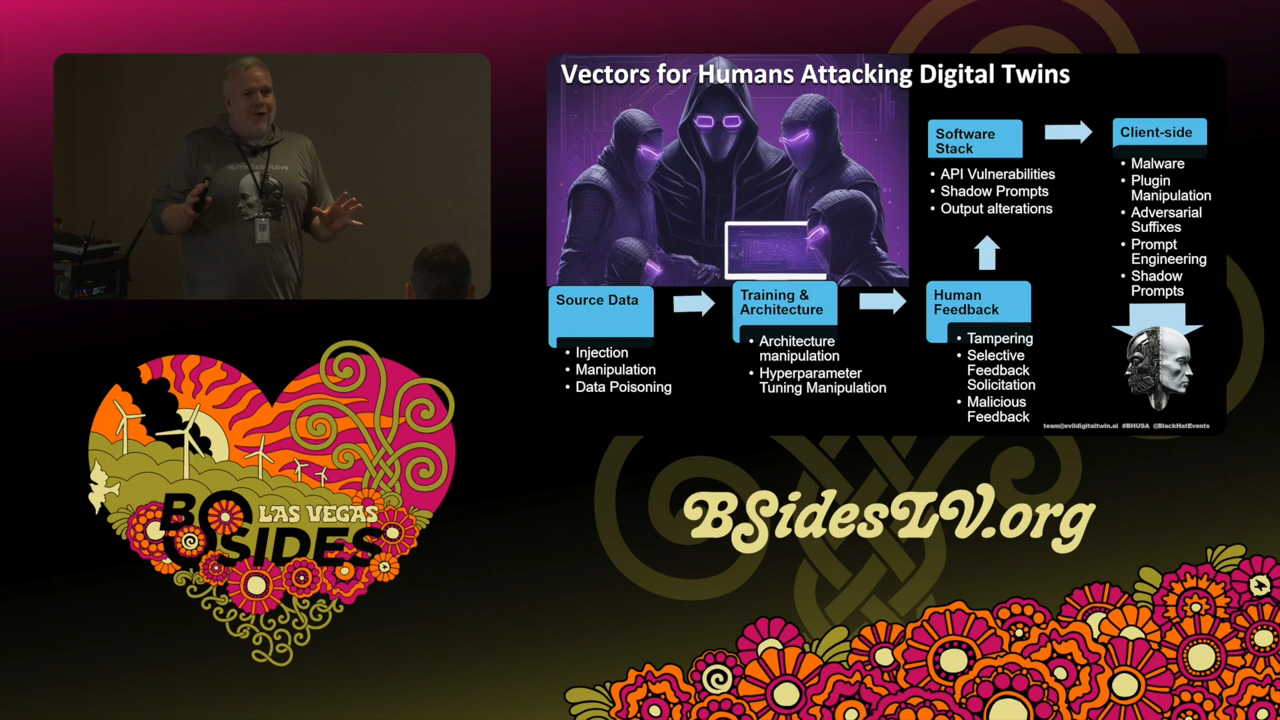 Vectors for Humans Attacking Digital Twins
Source Data
• Injection
• Manipulation
• Data Poisoning
Training &
Architecture
• Architecture
manipulation
• Hyperparameter
Tuning Manipulation
Human
Feedback
• Tampering
• Selective
Feedback
Solicitation
• Malicious
Feedback
Software
Stack
• API Vulnerabilities
• Shadow Prompts
• Output alterations
Client-side
• Malware
• Plugin
Manipulation
• Adversarial
Suffixes
• Prompt
Engineering
• Shadow
Prompts
team@evildigitaltwin.ai #BHUSA @BlackHatEvents
BSidesLV.org
LAS VEGAS
BSIDES